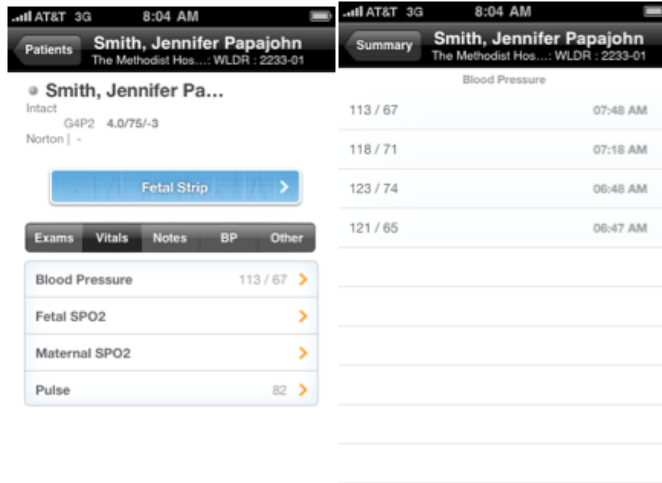 AT&T 3G 8:04 AM
Patients
Smith, Jennifer Papajohn
The Methodist Hos...: WLDR : 2233-01
Smith, Jennifer Pa...
Intact
G4P2 4.0/75/-3
Norton | -
Fetal Strip
Exams Vitals Notes BP Other
Blood Pressure 113 / 67
Fetal SPO2
Maternal SPO2
Pulse 82
AT&T 3G 8:04 AM
Summary
Smith, Jennifer Papajohn
The Methodist Hos...: WLDR : 2233-01
Blood Pressure
113 / 67 07:48 AM
118 / 71 07:18 AM
123 / 74 06:48 AM
121 / 65 06:47 AM